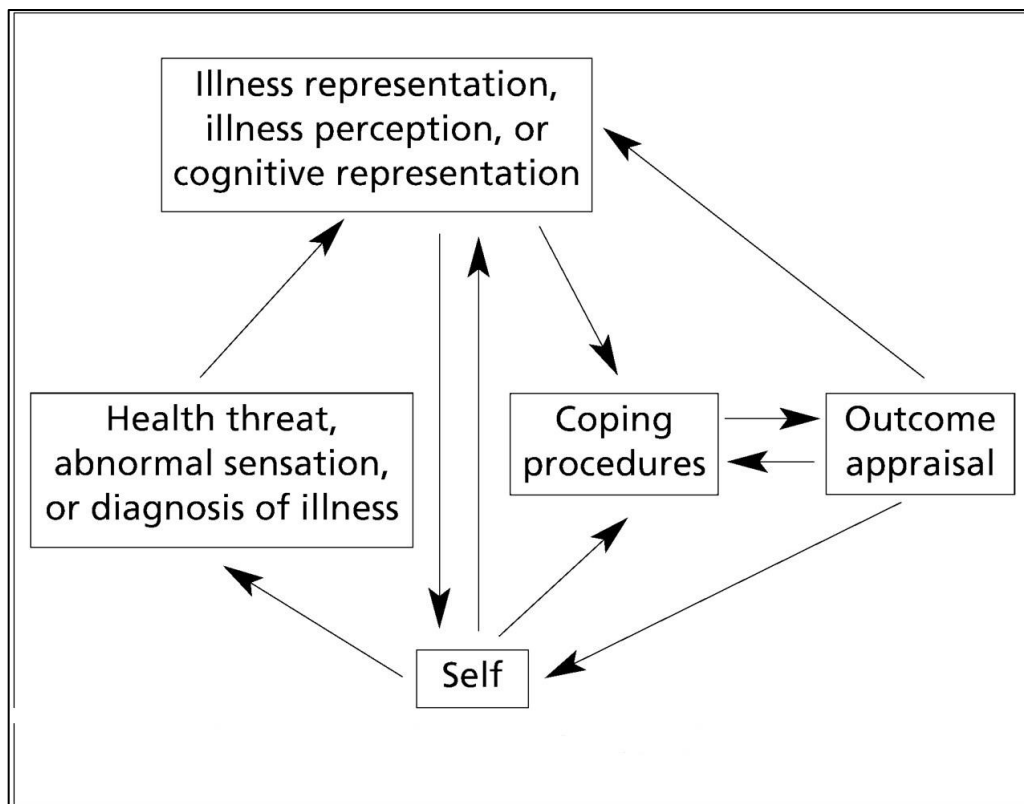 Illness representation,
illness perception, or
cognitive representation
Health threat,
abnormal sensation,
or diagnosis of illness
Coping
procedures
Outcome
appraisal
Self